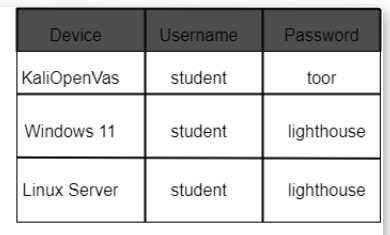 Device Username Password
KaliOpenVas student toor
Windows 11 student lighthouse
Linux Server student lighthouse